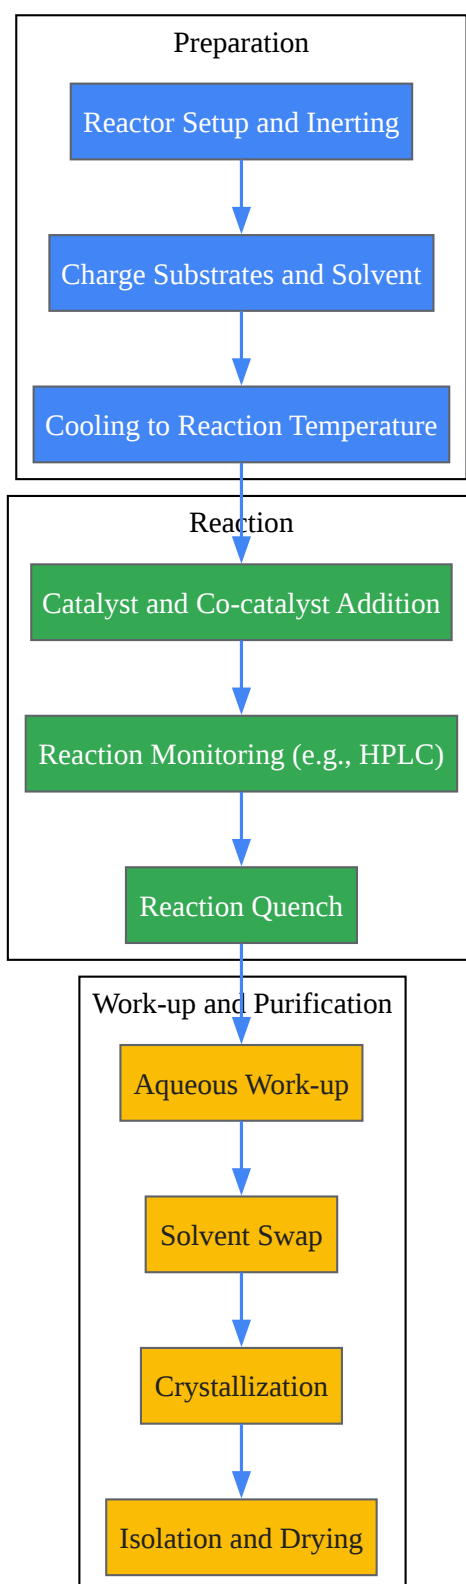 Preparation
Reactor Setup and Inerting
Charge Substrates and Solvent
Cooling to Reaction Temperature
Reaction
Catalyst and Co-catalyst Addition
Reaction Monitoring (e.g., HPLC)
Reaction Quench
Work-up and Purification
Aqueous Work-up
Solvent Swap
Crystallization
Isolation and Drying